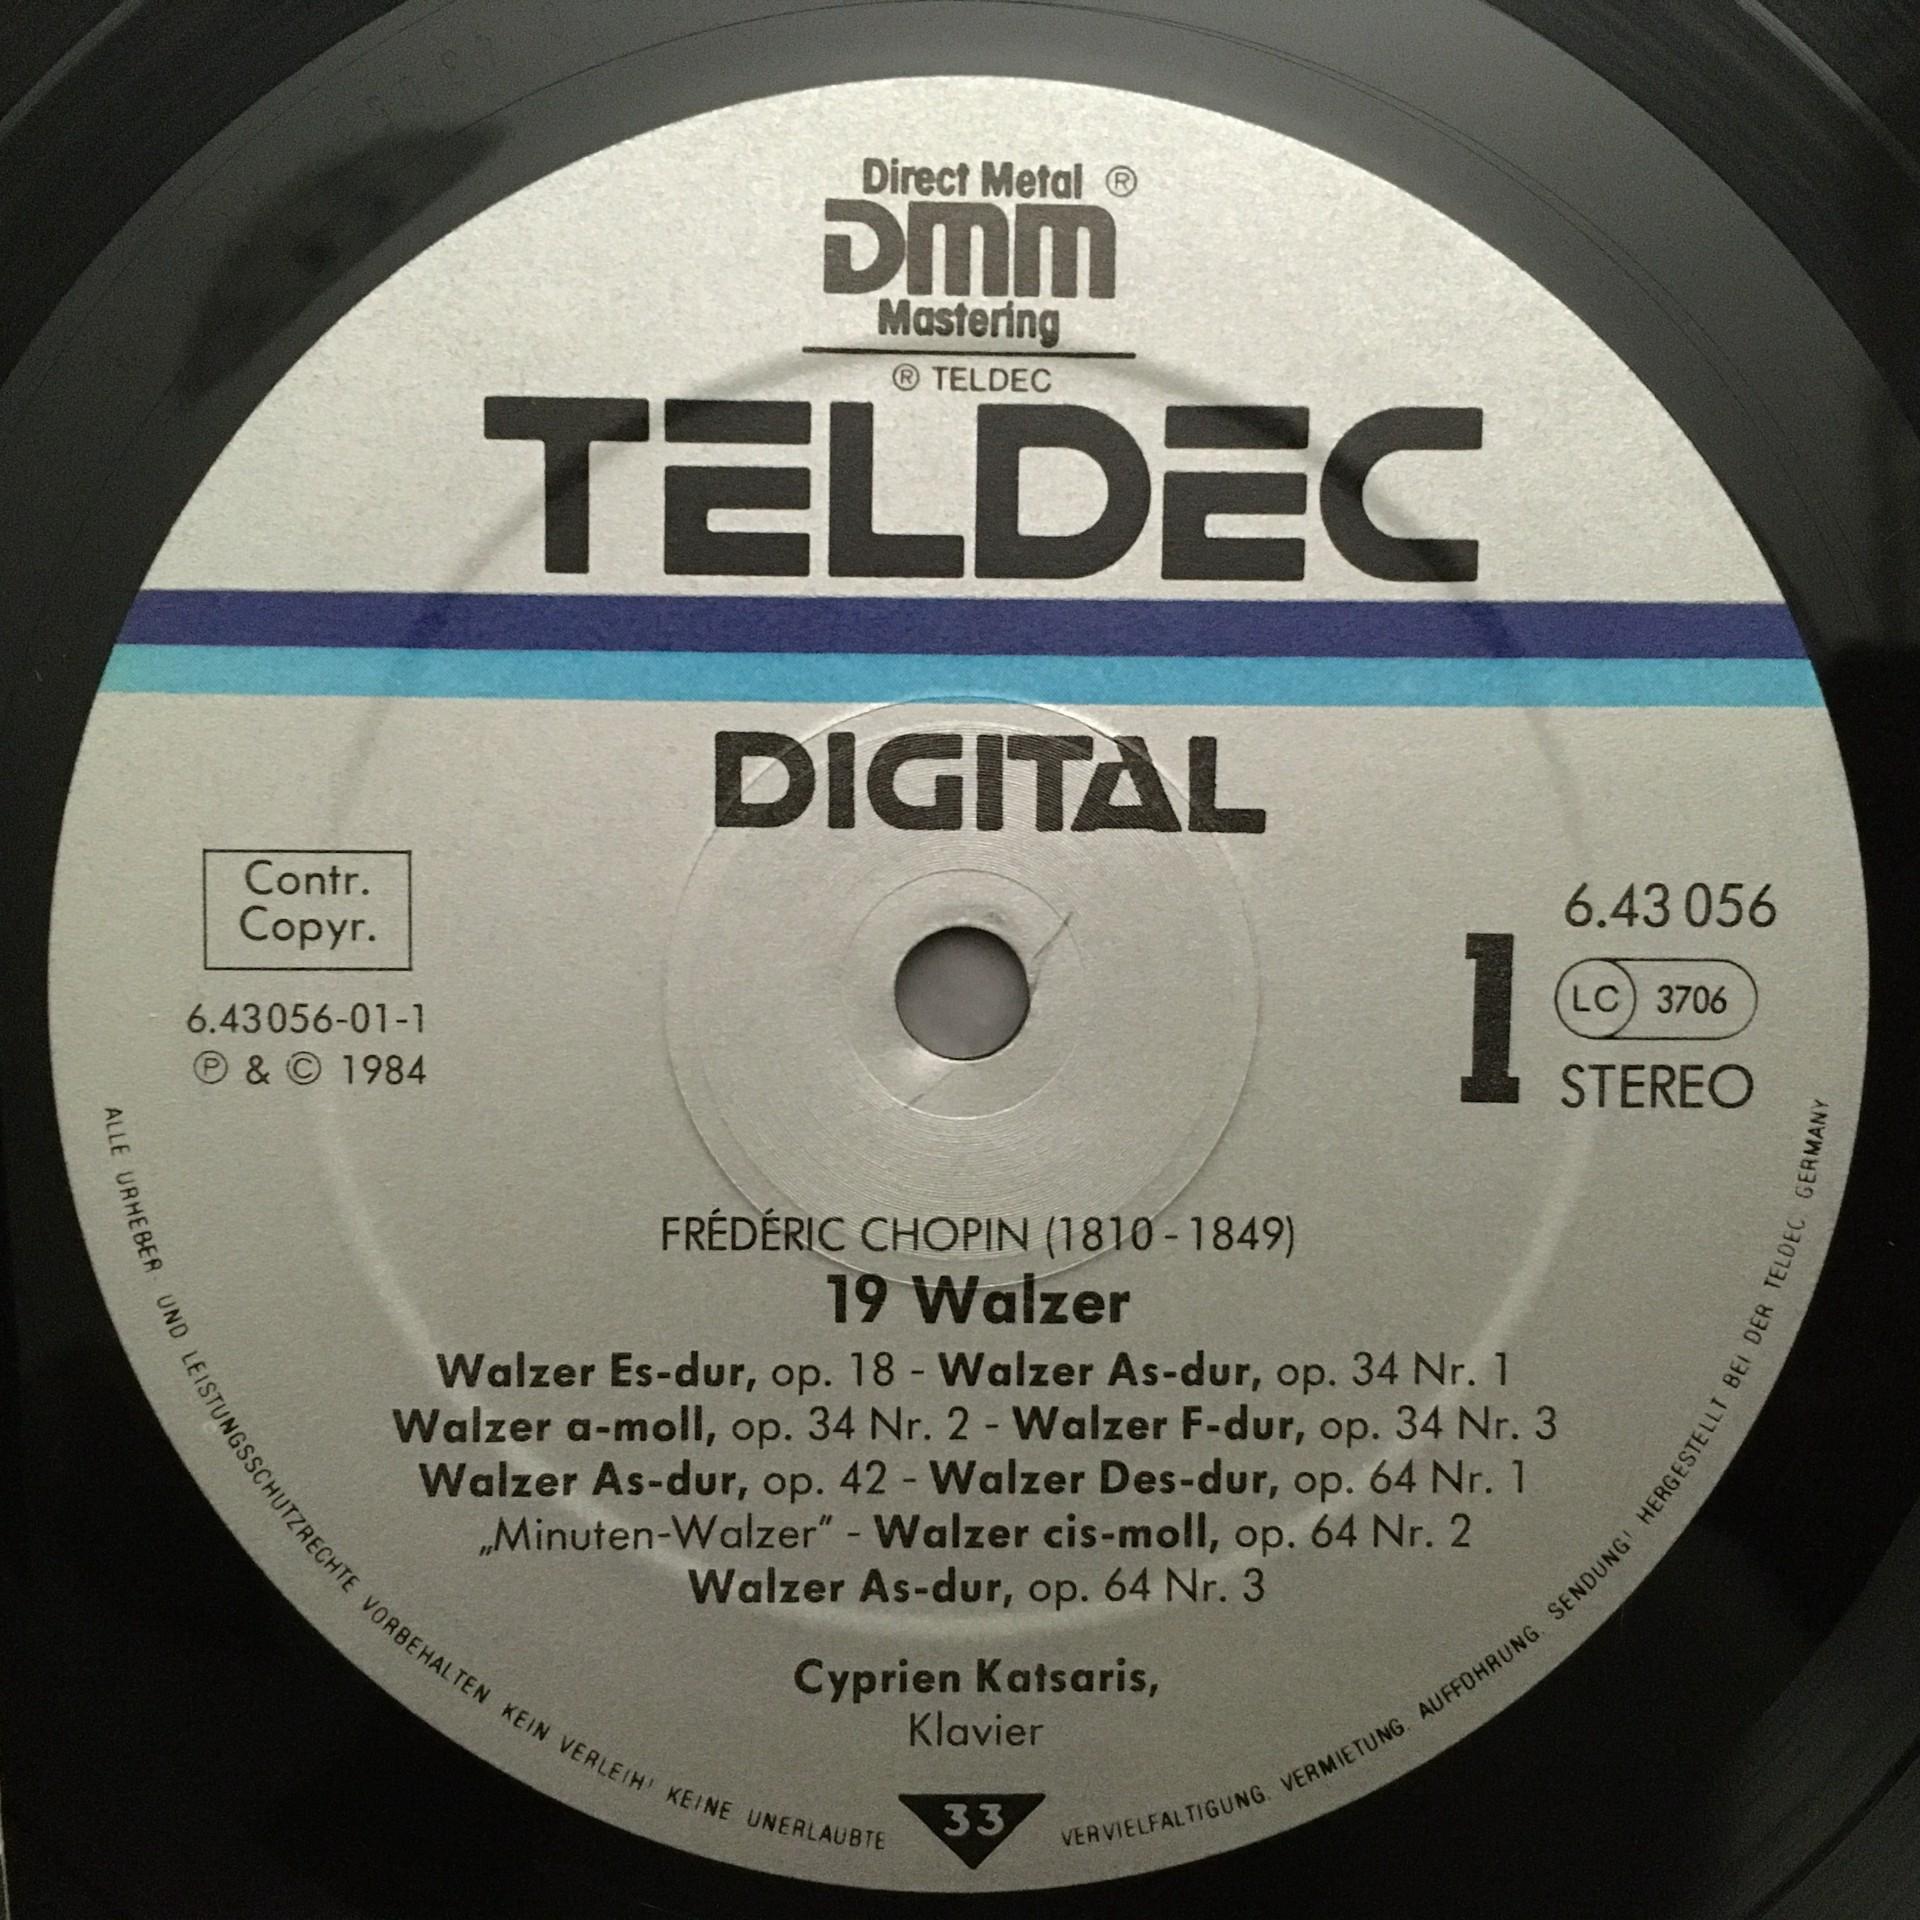 Direct Metal ®
DMM
Mastering
® TELDEC
TELDEC
DIGITAL
Contr.
Copyr.
6.43056-01-1
℗ & © 1984
6.43 056
1
LC 3706
STEREO
FRÉDÉRIC CHOPIN (1810 - 1849)
19 Walzer
Walzer Es-dur, op. 18 - Walzer As-dur, op. 34 Nr. 1
Walzer a-moll, op. 34 Nr. 2 - Walzer F-dur, op. 34 Nr. 3
Walzer As-dur, op. 42 - Walzer Des-dur, op. 64 Nr. 1
„Minuten-Walzer” - Walzer cis-moll, op. 64 Nr. 2
Walzer As-dur, op. 64 Nr. 3
Cyprien Katsaris,
Klavier
33
ALLE URHEBER UND LEISTUNGSSCHUTZRECHTE VORBEHALTEN KEIN VERLEIH! KEINE UNERLAUBTE VERVIELFÄLTIGUNG. VERMIETUNG. AUFFÜHRUNG. SENDUNG! HERGESTELLT BEI DER TELDEC GERMANY